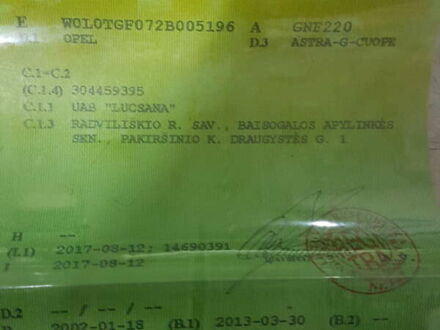 E WOLOTGF072B005196 A GNF220
D.1 OPEL D.3 ASTRA-G-CUOPE
C.1-C.2
(C.1.4) 304459395
C.1.1 UAB "LUCSANA"
C.1.3 RADVILIŠKIO R. SAV., BAISOGALOS APYLINKĖS
SKN., PAKIRŠINIO K. DRAUGYSTĖS G. 1
H --
(I.1) 2017-08-12; 14690391
I 2017-08-12
D.2 -- / -- / --
B 2002-01-18 (B.1) 2013-03-30 (B.2) --